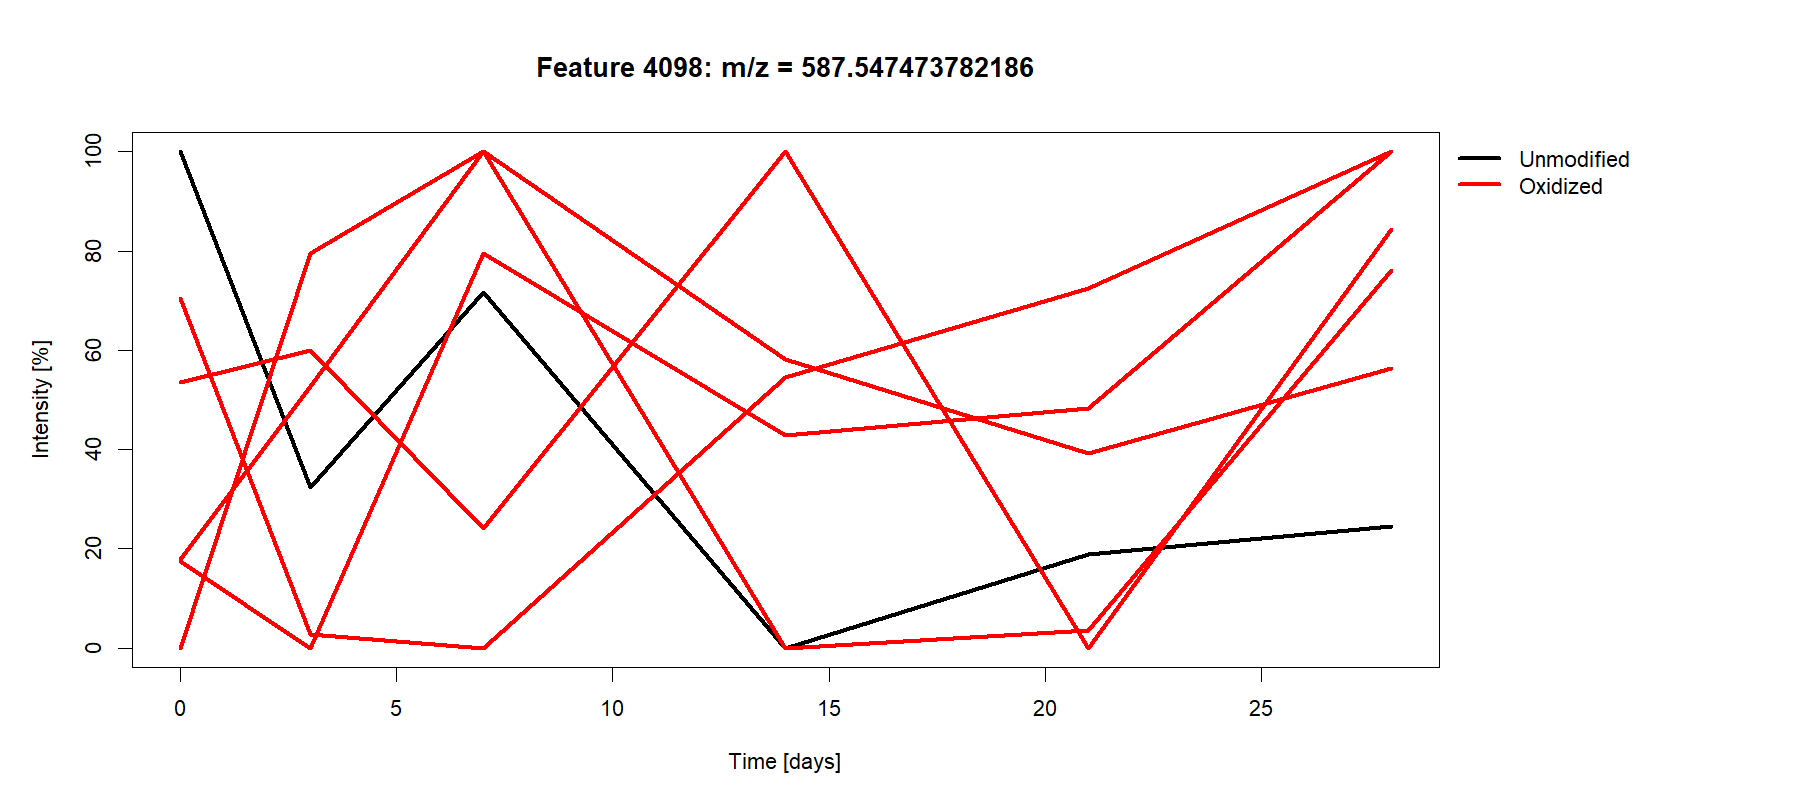 Feature 4098: m/z = 587.547473782186
Unmodified
Oxidized
Intensity [%]
100
80
60
40
20
0
0 5 10 15 20 25
Time [days]